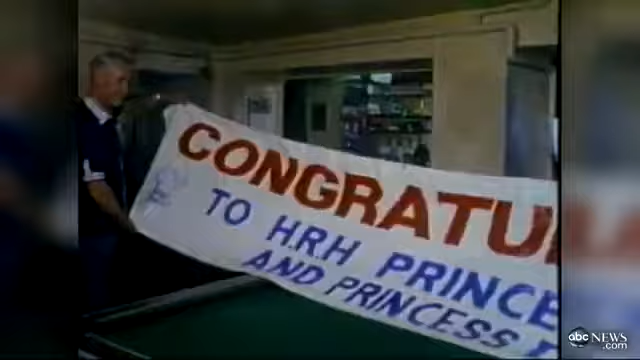 CONGRATU
TO H.R.H PRINCE
AND PRINCESS
abc NEWS
.com